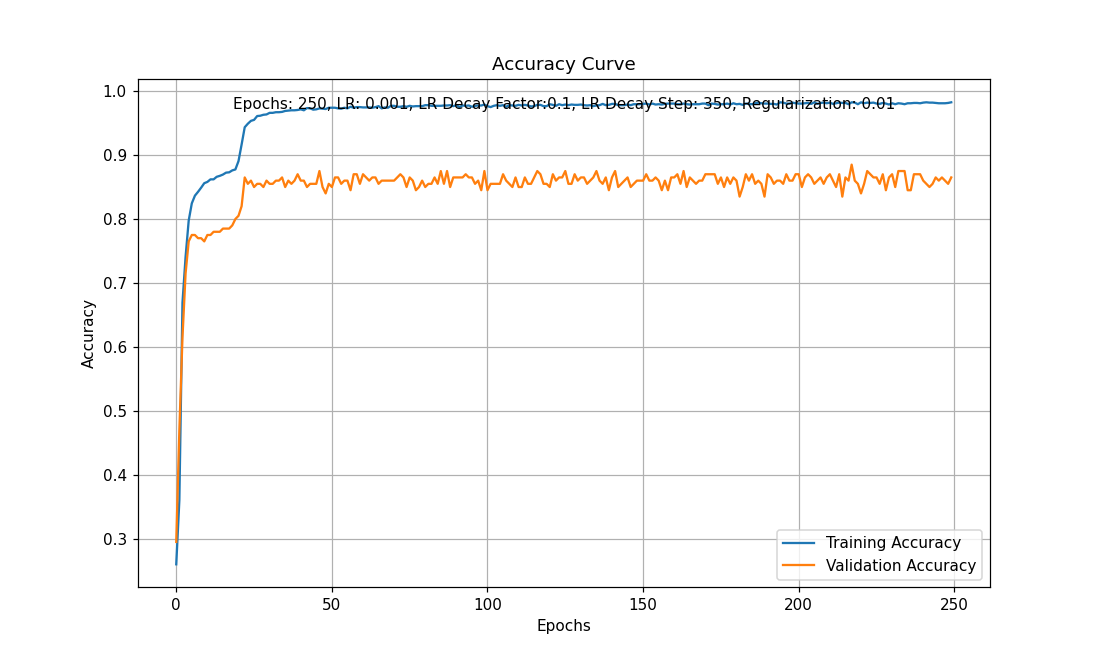 Accuracy Curve
Epochs: 250, LR: 0.001, LR Decay Factor:0.1, LR Decay Step: 350, Regularization: 0.01
1.0
0.9
0.8
0.7
0.6
0.5
0.4
0.3
Accuracy
0 50 100 150 200 250
Epochs
Training Accuracy
Validation Accuracy